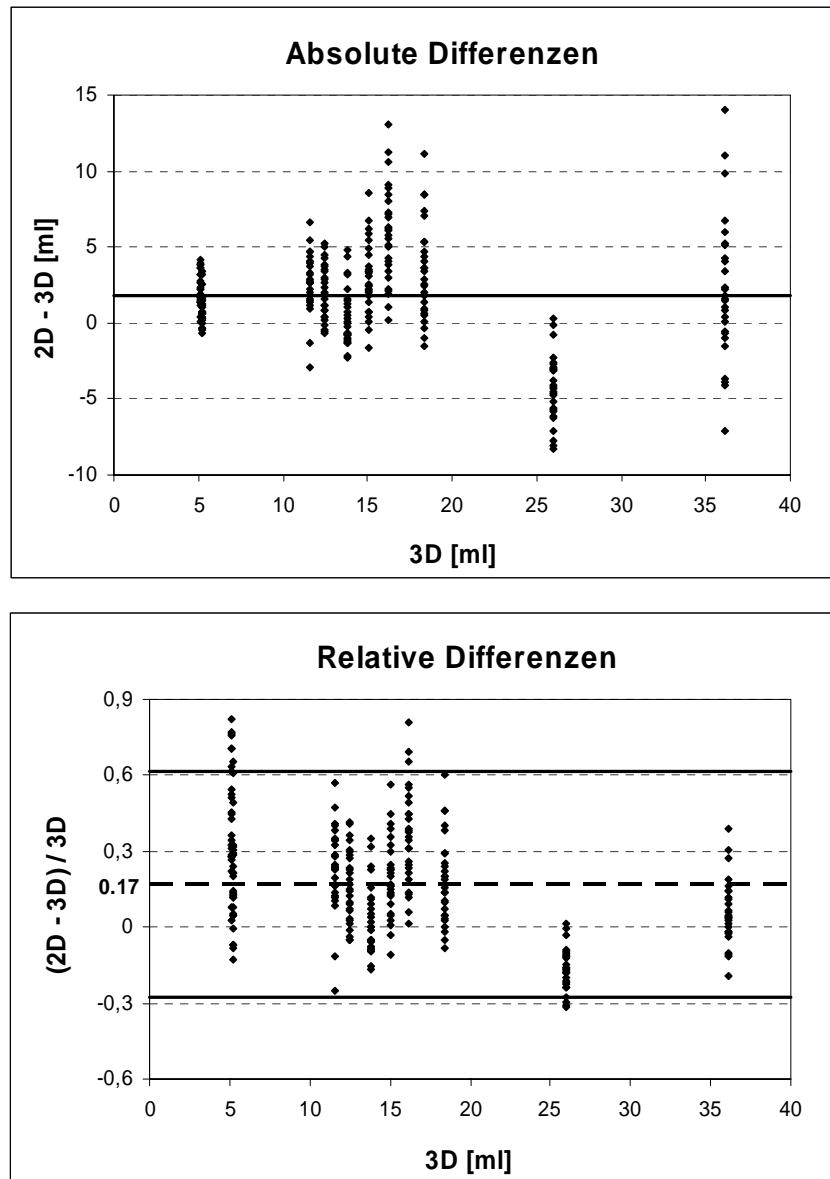 Absolute Differenzen
15
10
5
0
-5
-10
2D - 3D [ml]
0 5 10 15 20 25 30 35 40
3D [ml]
Relative Differenzen
0,9
0,6
0,3
0.17
0
-0,3
-0,6
(2D - 3D) / 3D
0 5 10 15 20 25 30 35 40
3D [ml]